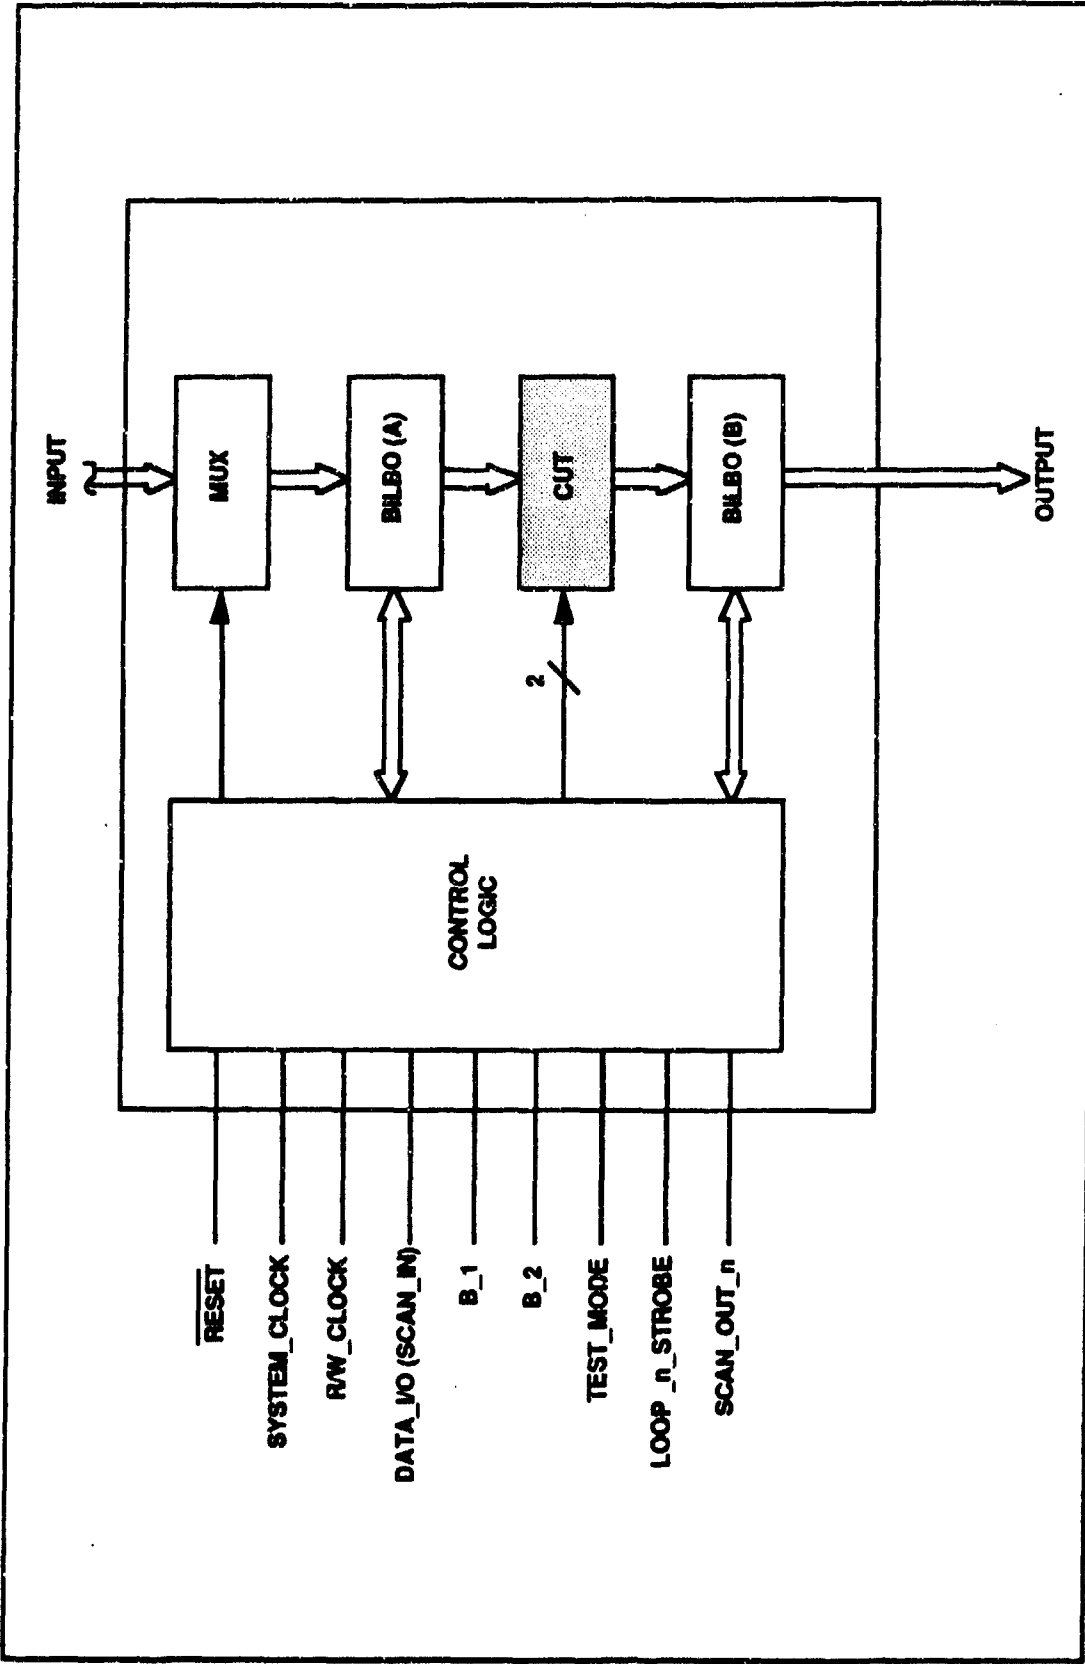 INPUT
MUX
BILBO (A)
CUT
BILBO (B)
OUTPUT
2
CONTROL
LOGIC
RESET
SYSTEM_CLOCK
R/W_CLOCK
DATA_I/O (SCAN_IN)
B_1
B_2
TEST_MODE
LOOP_n_STROBE
SCAN_OUT_n